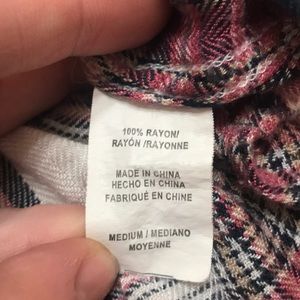 100% RAYON/
RAYÓN /RAYONNE
MADE IN CHINA
HECHO EN CHINA
FABRIQUÉ EN CHINE
MEDIUM / MEDIANO
MOYENNE